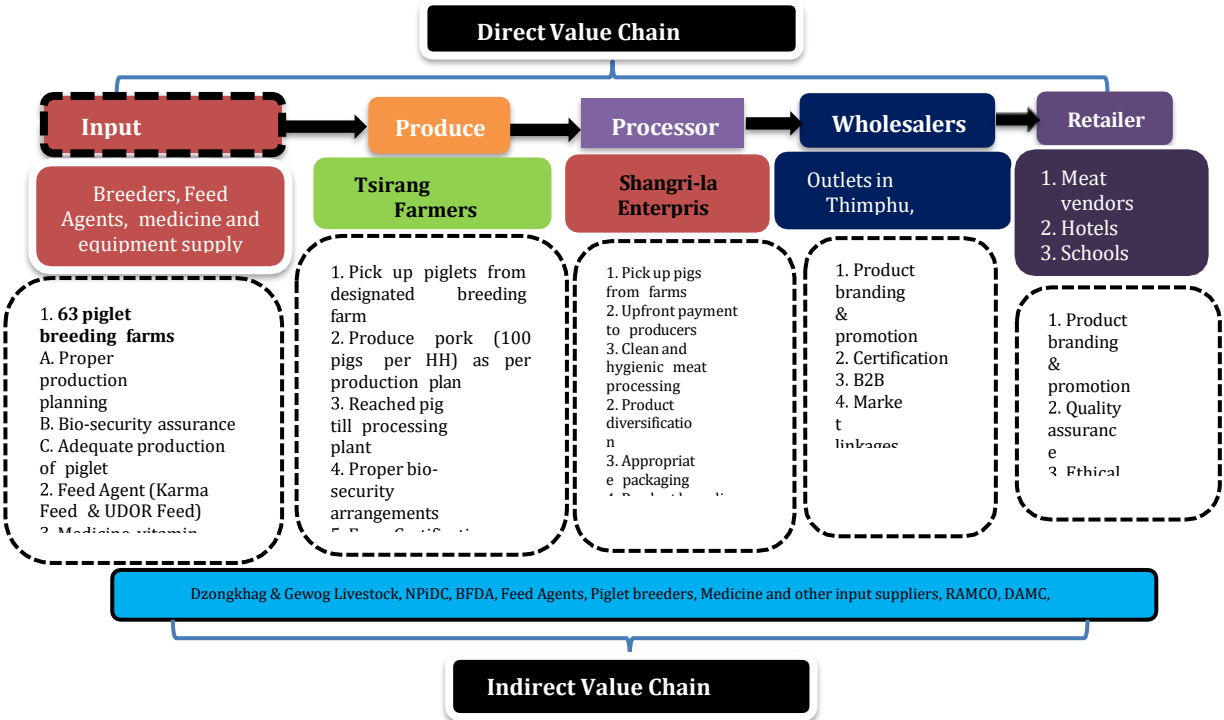 Direct Value Chain
Input
Produce
Processor
Wholesalers
Retailer
Breeders, Feed
Agents, medicine and
equipment supply
Tsirang
Farmers
Shangri-la
Enterpris
Outlets in
Thimphu,
1. Meat
vendors
2. Hotels
3. Schools
1. 63 piglet
breeding farms
A. Proper
production
planning
B. Bio-security assurance
C. Adequate production
of piglet
2. Feed Agent (Karma
Feed & UDOR Feed)
3. Medicine vitamin
1. Pick up piglets from
designated breeding
farm
2. Produce pork (100
pigs per HH) as per
production plan
3. Reached pig
till processing
plant
4. Proper bio-
security
arrangements
1. Pick up pigs
from farms
2. Upfront payment
to producers
3. Clean and
hygienic meat
processing
2. Product
diversificatio
n
3. Appropriat
e packaging
1. Product
branding
&
promotion
2. Certification
3. B2B
4. Marke
t
linkages
1. Product
branding
&
promotion
2. Quality
assuranc
e
3. Ethical
Dzongkhag & Gewog Livestock, NPiDC, BFDA, Feed Agents, Piglet breeders, Medicine and other input suppliers, RAMCO, DAMC,
Indirect Value Chain